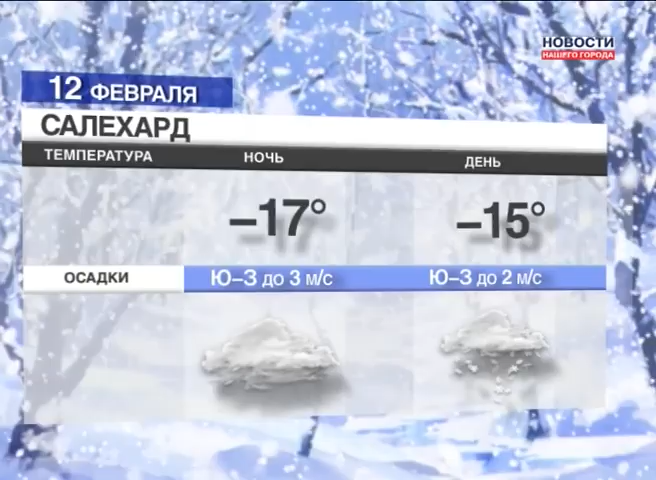 НОВОСТИ
НАШЕГО ГОРОДА
12 ФЕВРАЛЯ
САЛЕХАРД
ТЕМПЕРАТУРА НОЧЬ ДЕНЬ
–17° –15°
ОСАДКИ Ю–З до 3 м/с Ю–З до 2 м/с